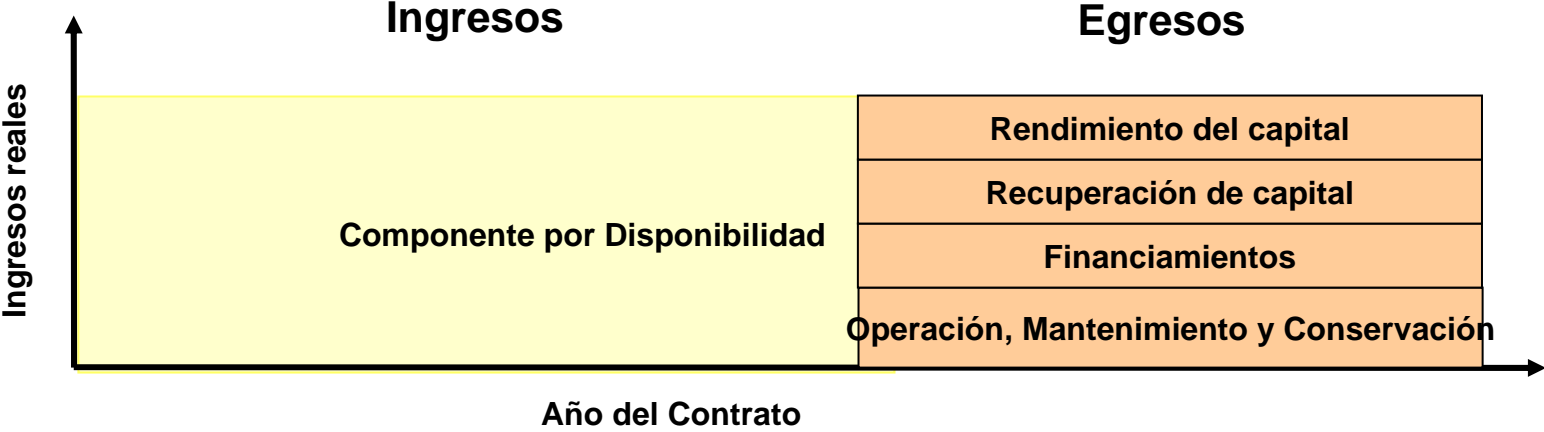 Ingresos
Egresos
Ingresos reales
Componente por Disponibilidad
Rendimiento del capital
Recuperación de capital
Financiamientos
Operación, Mantenimiento y Conservación
Año del Contrato